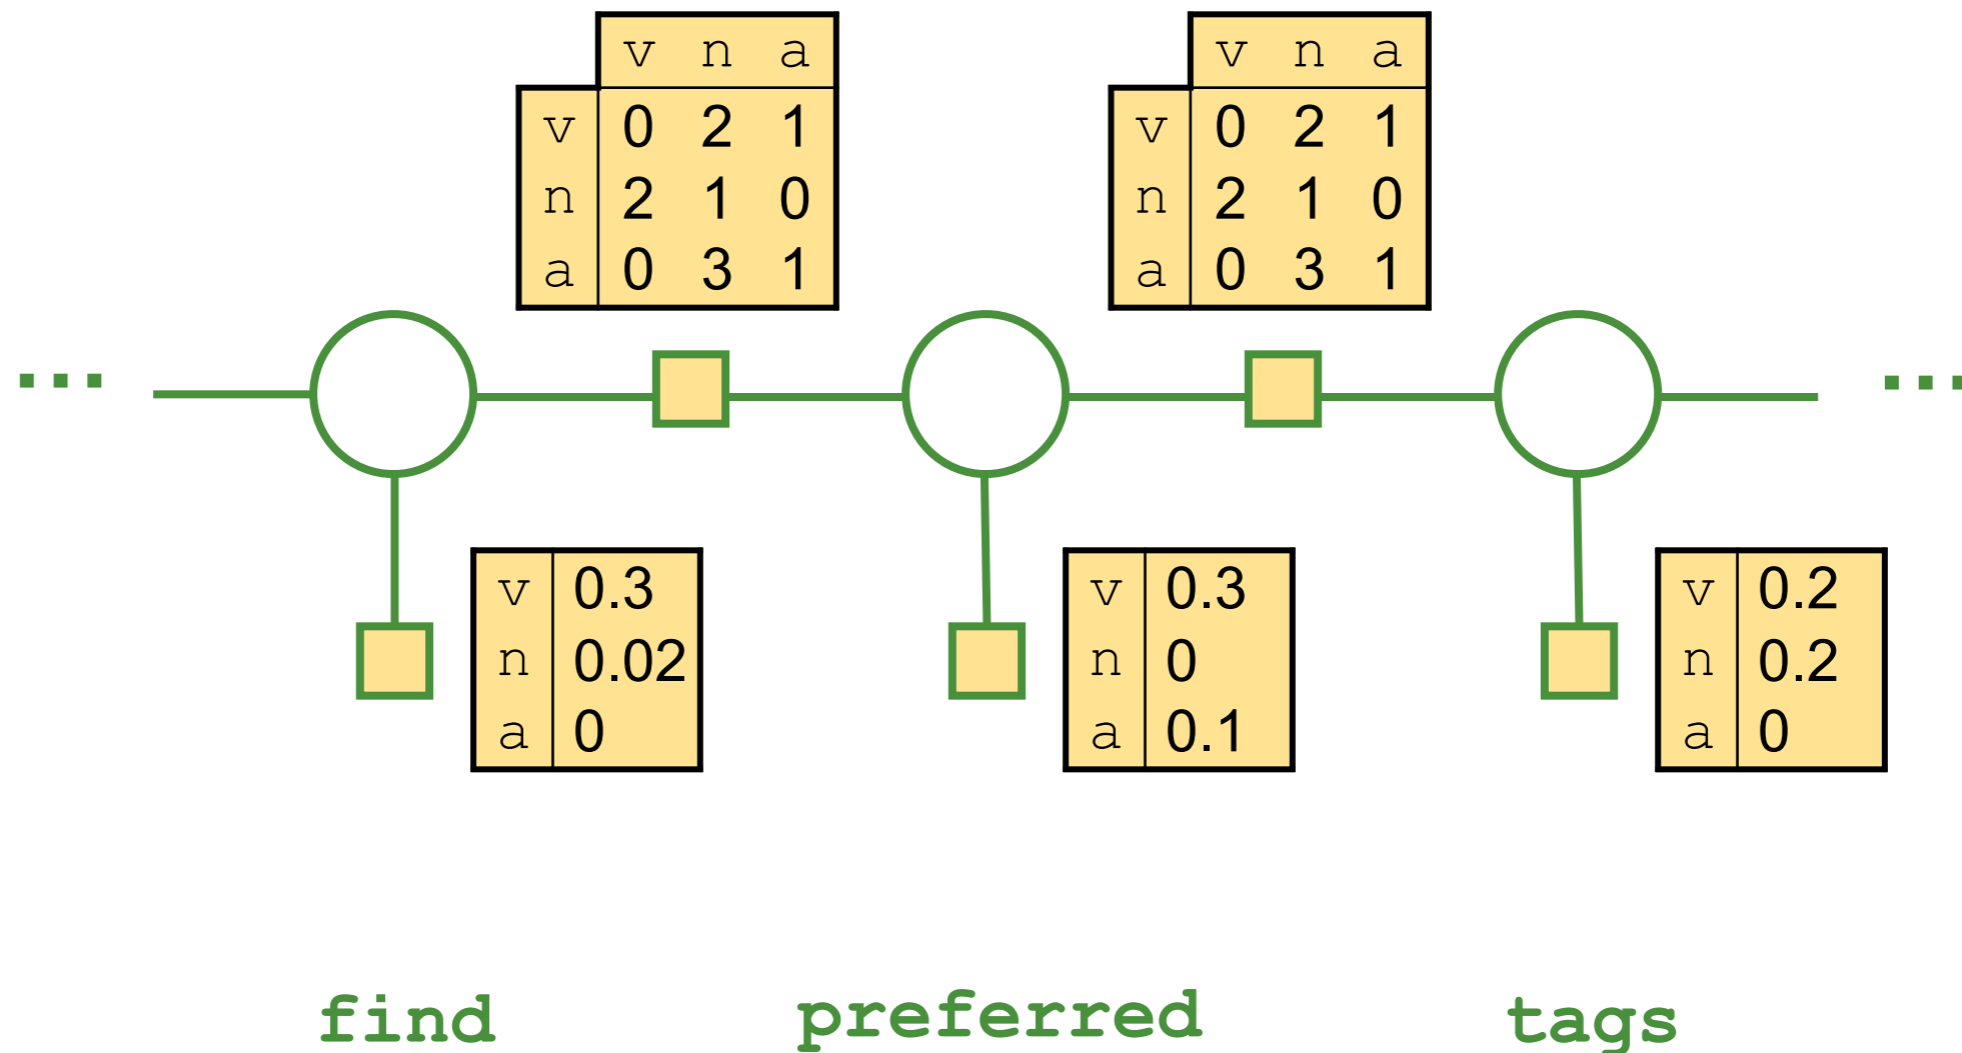 v n a
v 0 2 1
n 2 1 0
a 0 3 1
v n a
v 0 2 1
n 2 1 0
a 0 3 1
...
...
v 0.3
n 0.02
a 0
v 0.3
n 0
a 0.1
v 0.2
n 0.2
a 0
find preferred tags